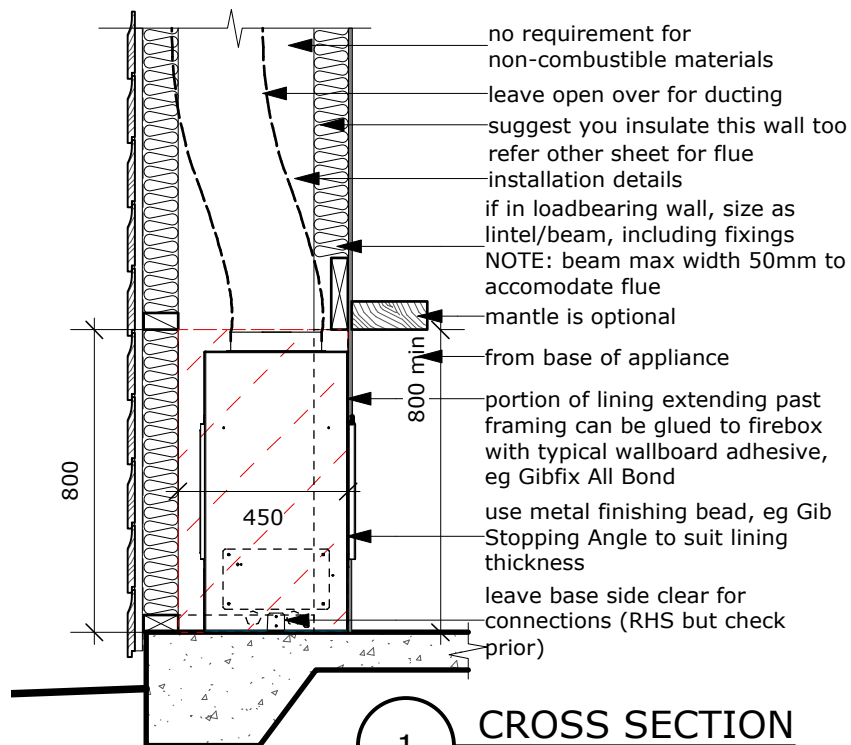 no requirement for
non-combustible materials
leave open over for ducting
suggest you insulate this wall too
refer other sheet for flue
installation details
if in loadbearing wall, size as
lintel/beam, including fixings
NOTE: beam max width 50mm to
accomodate flue
mantle is optional
from base of appliance
800 min
portion of lining extending past
framing can be glued to firebox
with typical wallboard adhesive,
eg Gibfix All Bond
800
450
use metal finishing bead, eg Gib
Stopping Angle to suit lining
thickness
leave base side clear for
connections (RHS but check
prior)
1
CROSS SECTION